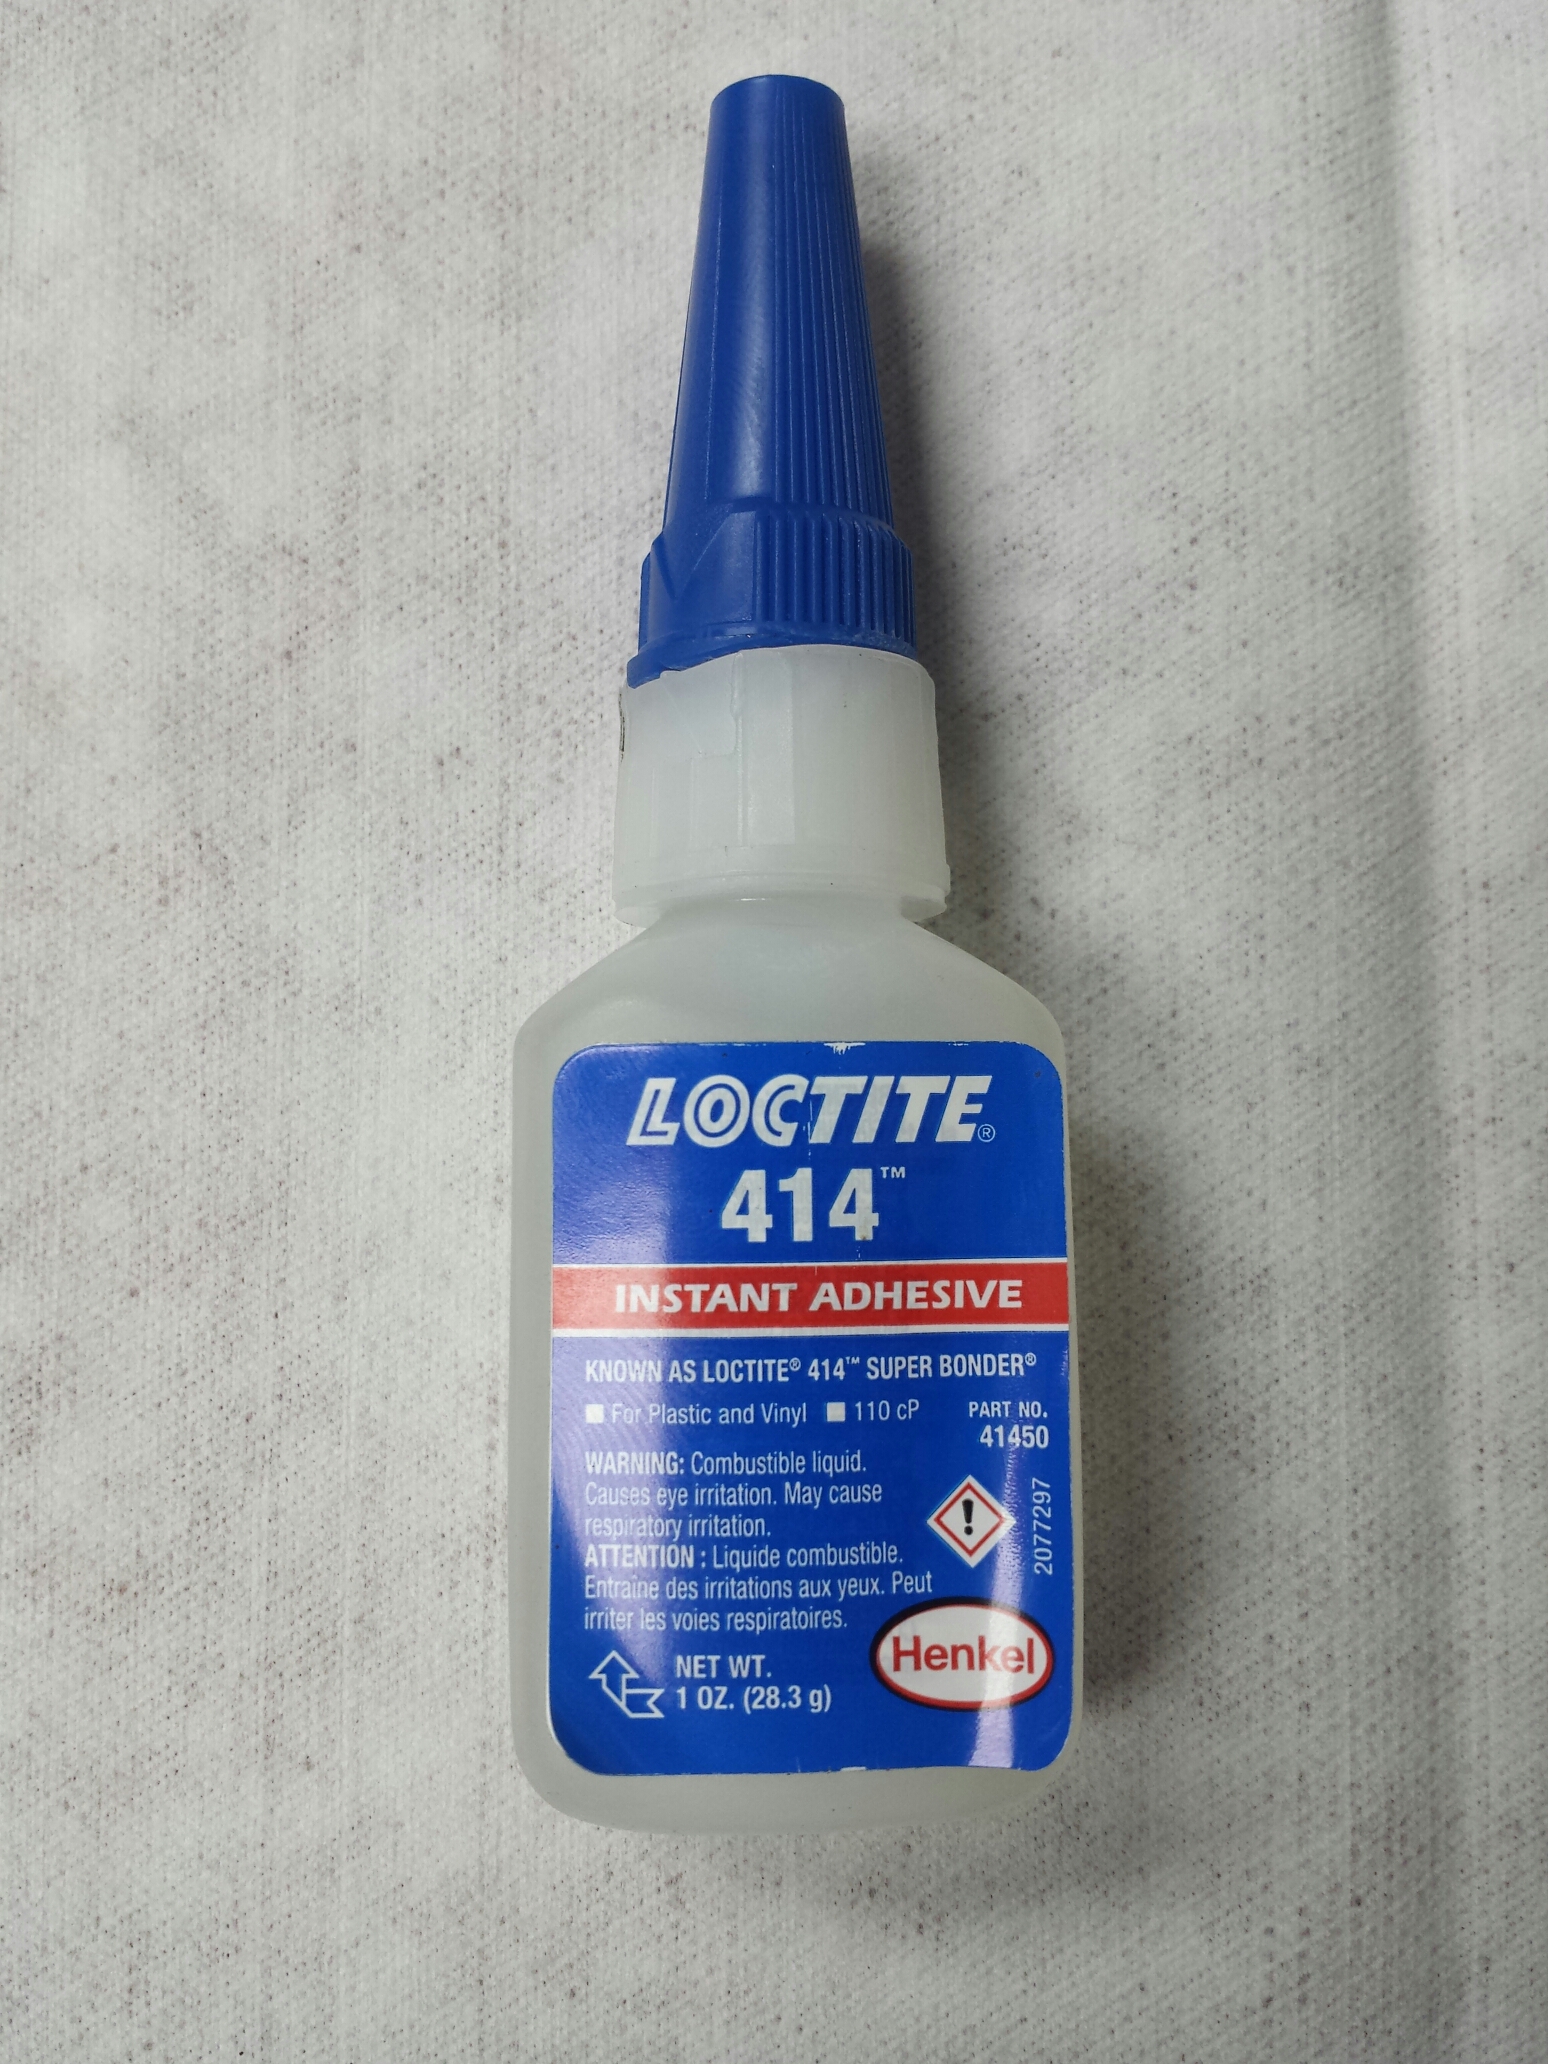 LOCTITE®
414™
INSTANT ADHESIVE
KNOWN AS LOCTITE® 414™ SUPER BONDER®
For Plastic and Vinyl 110 cP
PART NO.
41450
WARNING: Combustible liquid.
Causes eye irritation. May cause
respiratory irritation.
ATTENTION : Liquide combustible.
Entraîne des irritations aux yeux. Peut
irriter les voies respiratoires.
2077297
NET WT.
1 OZ. (28.3 g)
Henkel